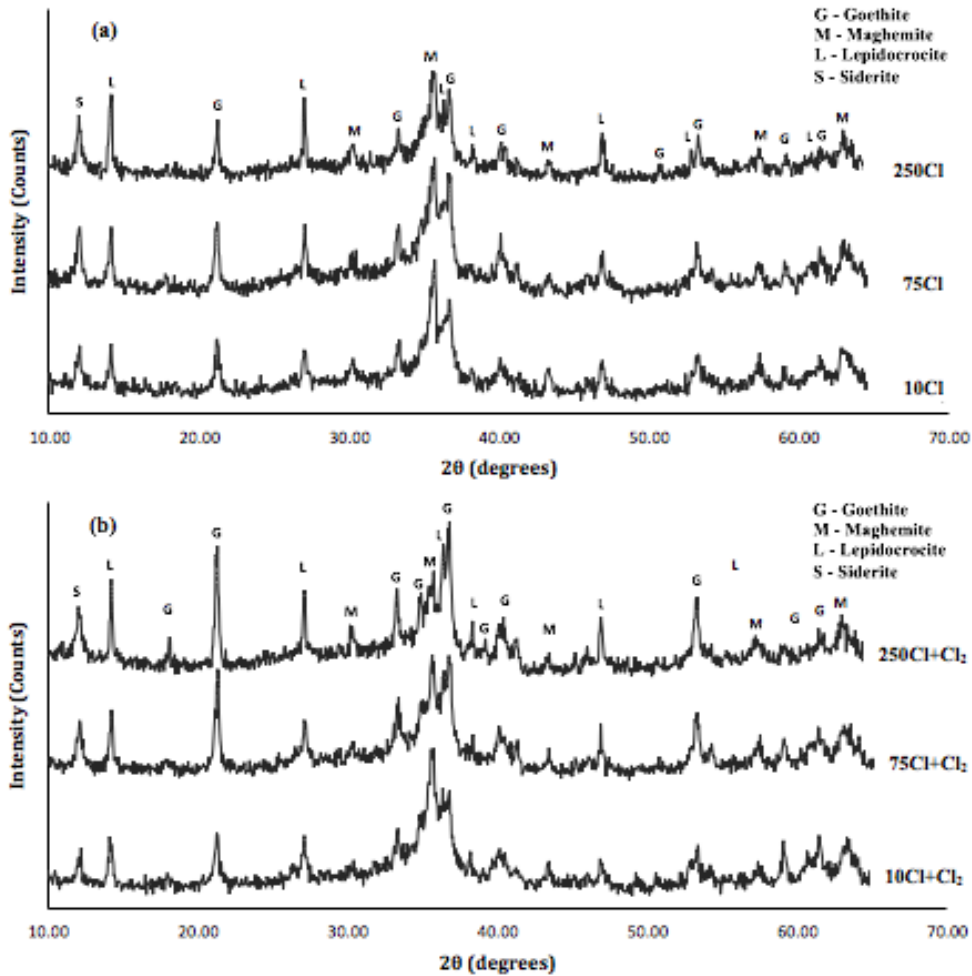 (a)
G - Goethite
M - Maghemite
L - Lepidocrocite
S - Siderite
Intensity (Counts)
S L G L M G M L G L G M L G L M G L G M
250Cl
75Cl
10Cl
10.00 20.00 30.00 40.00 50.00 60.00 70.00
2θ (degrees)
(b)
G - Goethite
M - Maghemite
L - Lepidocrocite
S - Siderite
Intensity (Counts)
S L G G L M G G M L G L G G M L G L M G G M
250Cl+Cl₂
75Cl+Cl₂
10Cl+Cl₂
10.00 20.00 30.00 40.00 50.00 60.00 70.00
2θ (degrees)